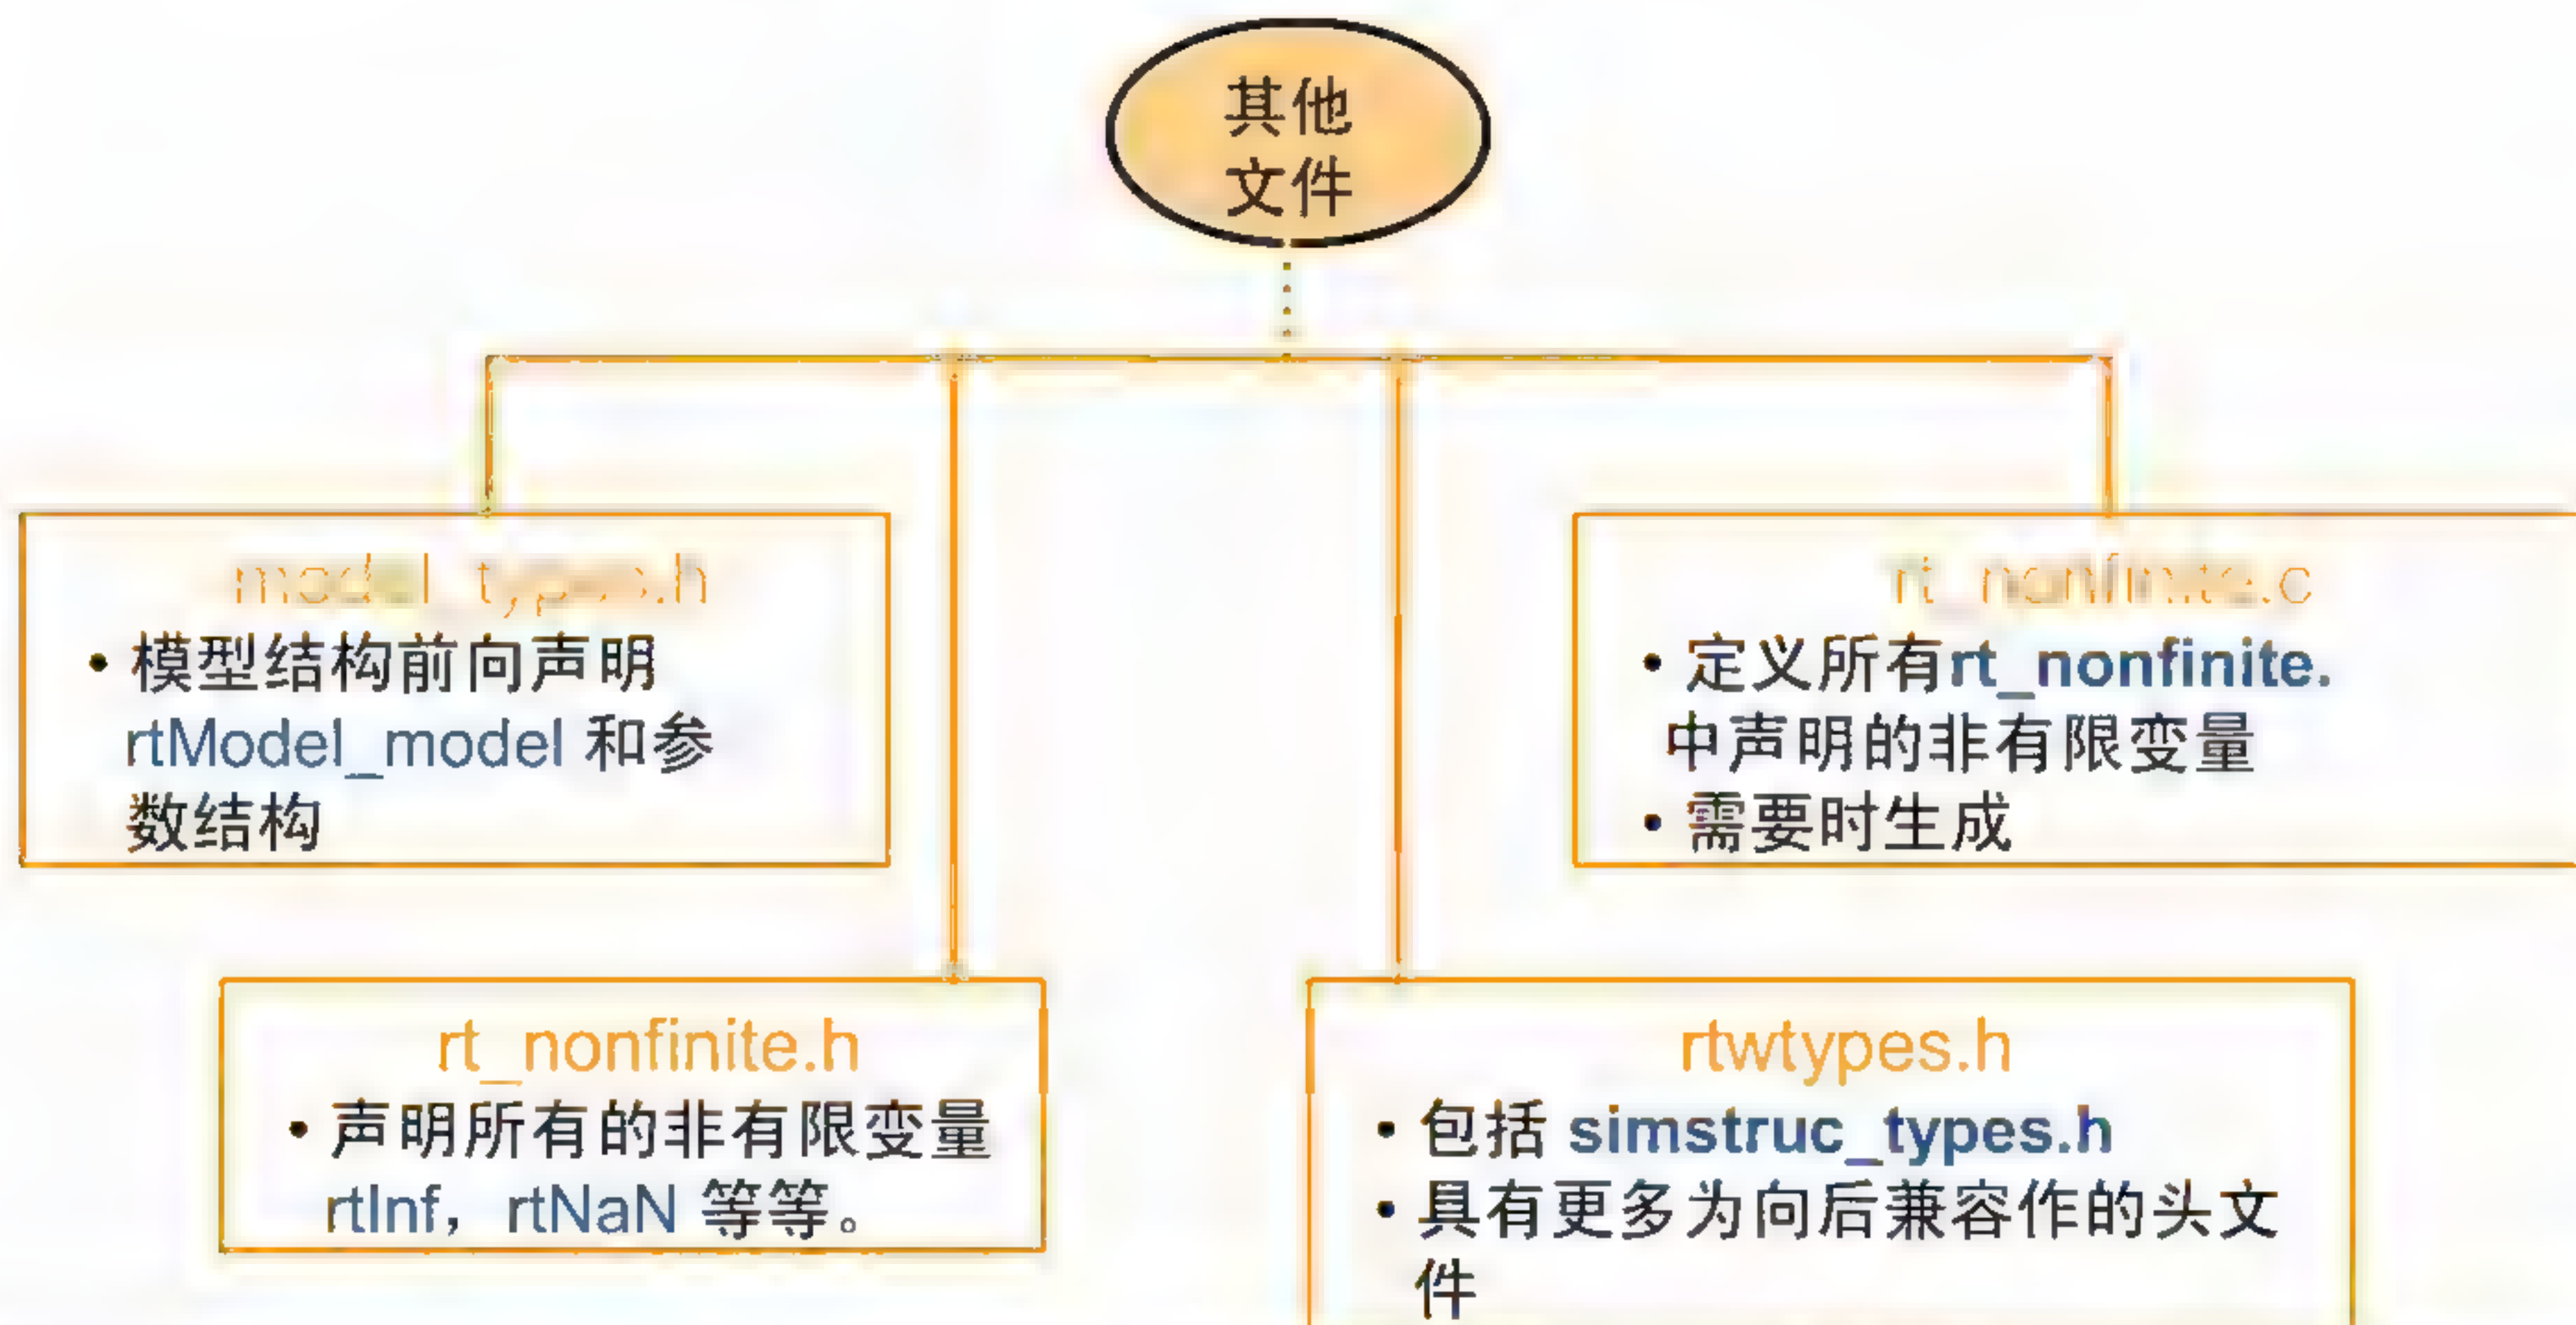 其他
文件
model_types.h
• 模型结构前向声明
rtModel_model 和参
数结构
rt_nonfinite.c
• 定义所有rt_nonfinite.
中声明的非有限变量
• 需要时生成
rt_nonfinite.h
• 声明所有的非有限变量
rtInf，rtNaN 等等。
rtwtypes.h
• 包括 simstruc_types.h
• 具有更多为向后兼容作的头文
件